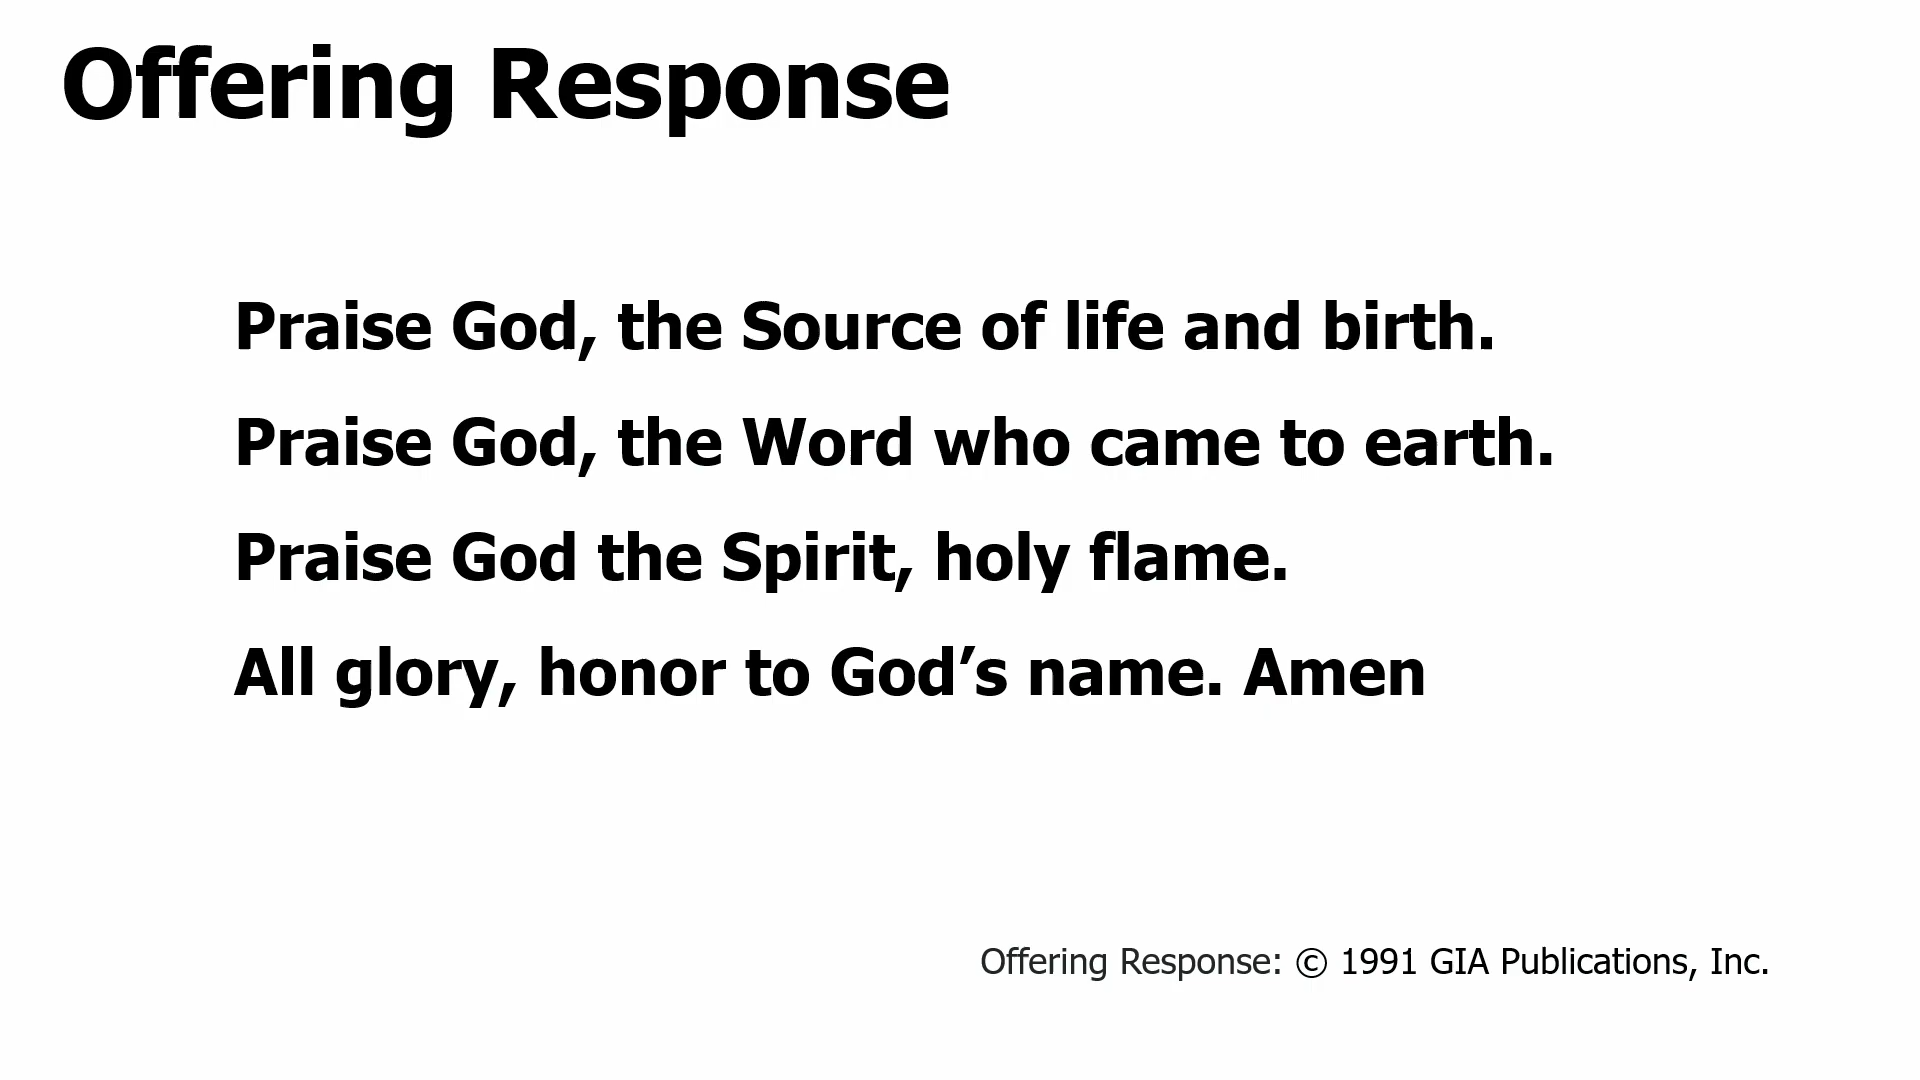 Offering Response
Praise God, the Source of life and birth.
Praise God, the Word who came to earth.
Praise God the Spirit, holy flame.
All glory, honor to God’s name. Amen
Offering Response: © 1991 GIA Publications, Inc.